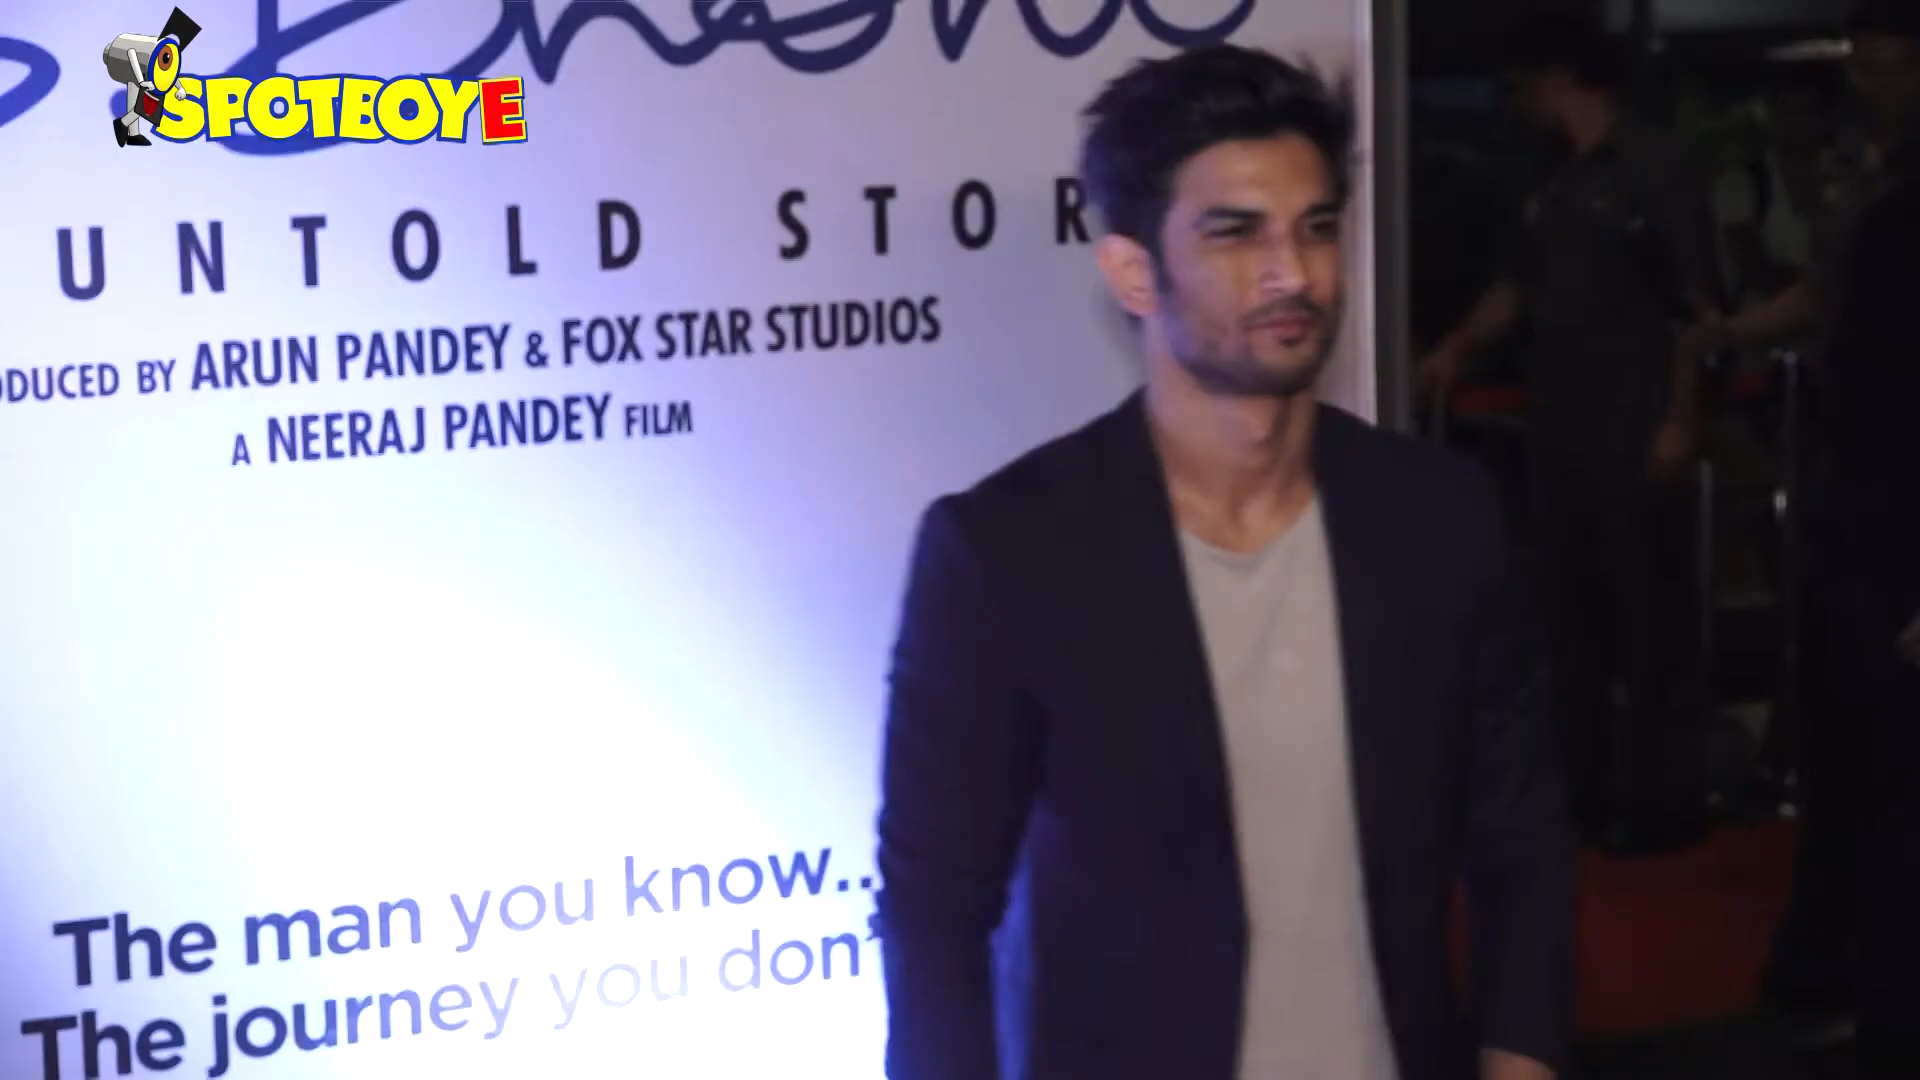 SPOTBOYE
UNTOLD STOR
ODUCED BY ARUN PANDEY & FOX STAR STUDIOS
A NEERAJ PANDEY FILM
The man you know..
The journey you don'